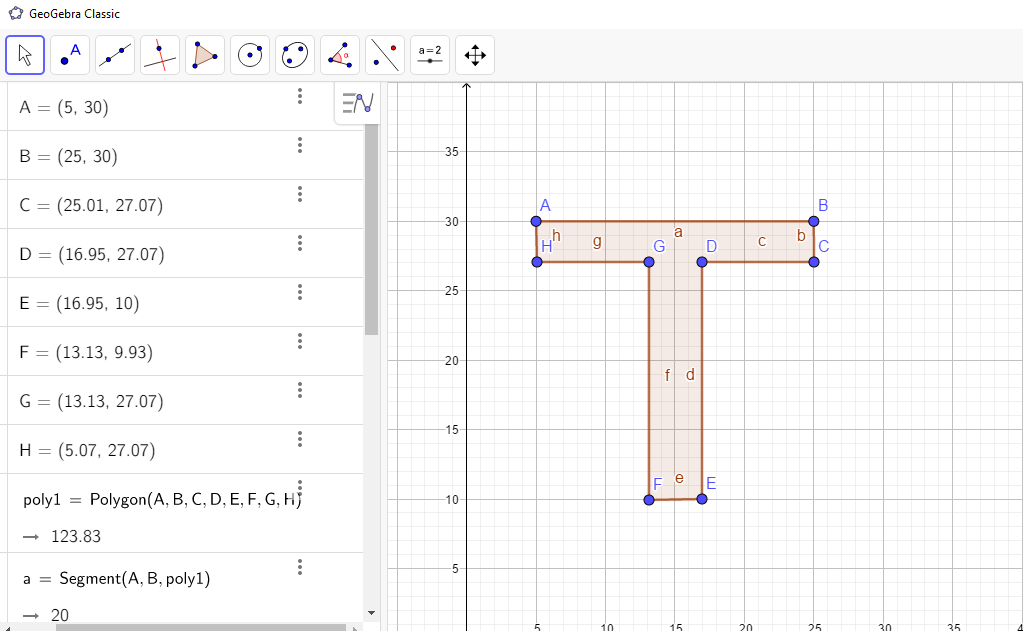 GeoGebra Classic
A
a=2
A = (5, 30)
B = (25, 30)
C = (25.01, 27.07)
D = (16.95, 27.07)
E = (16.95, 10)
F = (13.13, 9.93)
G = (13.13, 27.07)
H = (5.07, 27.07)
poly1 = Polygon(A, B, C, D, E, F, G, H)
→ 123.83
a = Segment(A, B, poly1)
→ 20
35
30
25
20
15
10
5
A
B
h
g
a
c
b
H
G
D
C
f
d
F
e
E
5
10
15
20
25
30
35